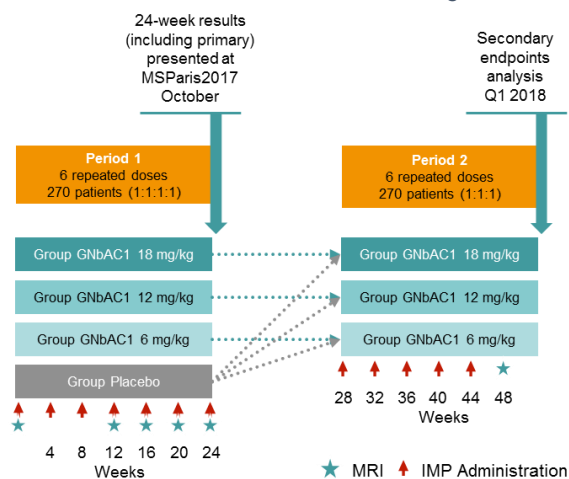 24-week results
(including primary)
presented at
MSParis2017
October
Secondary
endpoints
analysis
Q1 2018
Period 1
6 repeated doses
270 patients (1:1:1:1)
Period 2
6 repeated doses
270 patients (1:1:1)
Group GNbAC1 18 mg/kg
Group GNbAC1 18 mg/kg
Group GNbAC1 12 mg/kg
Group GNbAC1 12 mg/kg
Group GNbAC1 6 mg/kg
Group GNbAC1 6 mg/kg
Group Placebo
4 8 12 16 20 24
Weeks
28 32 36 40 44 48
Weeks
MRI IMP Administration